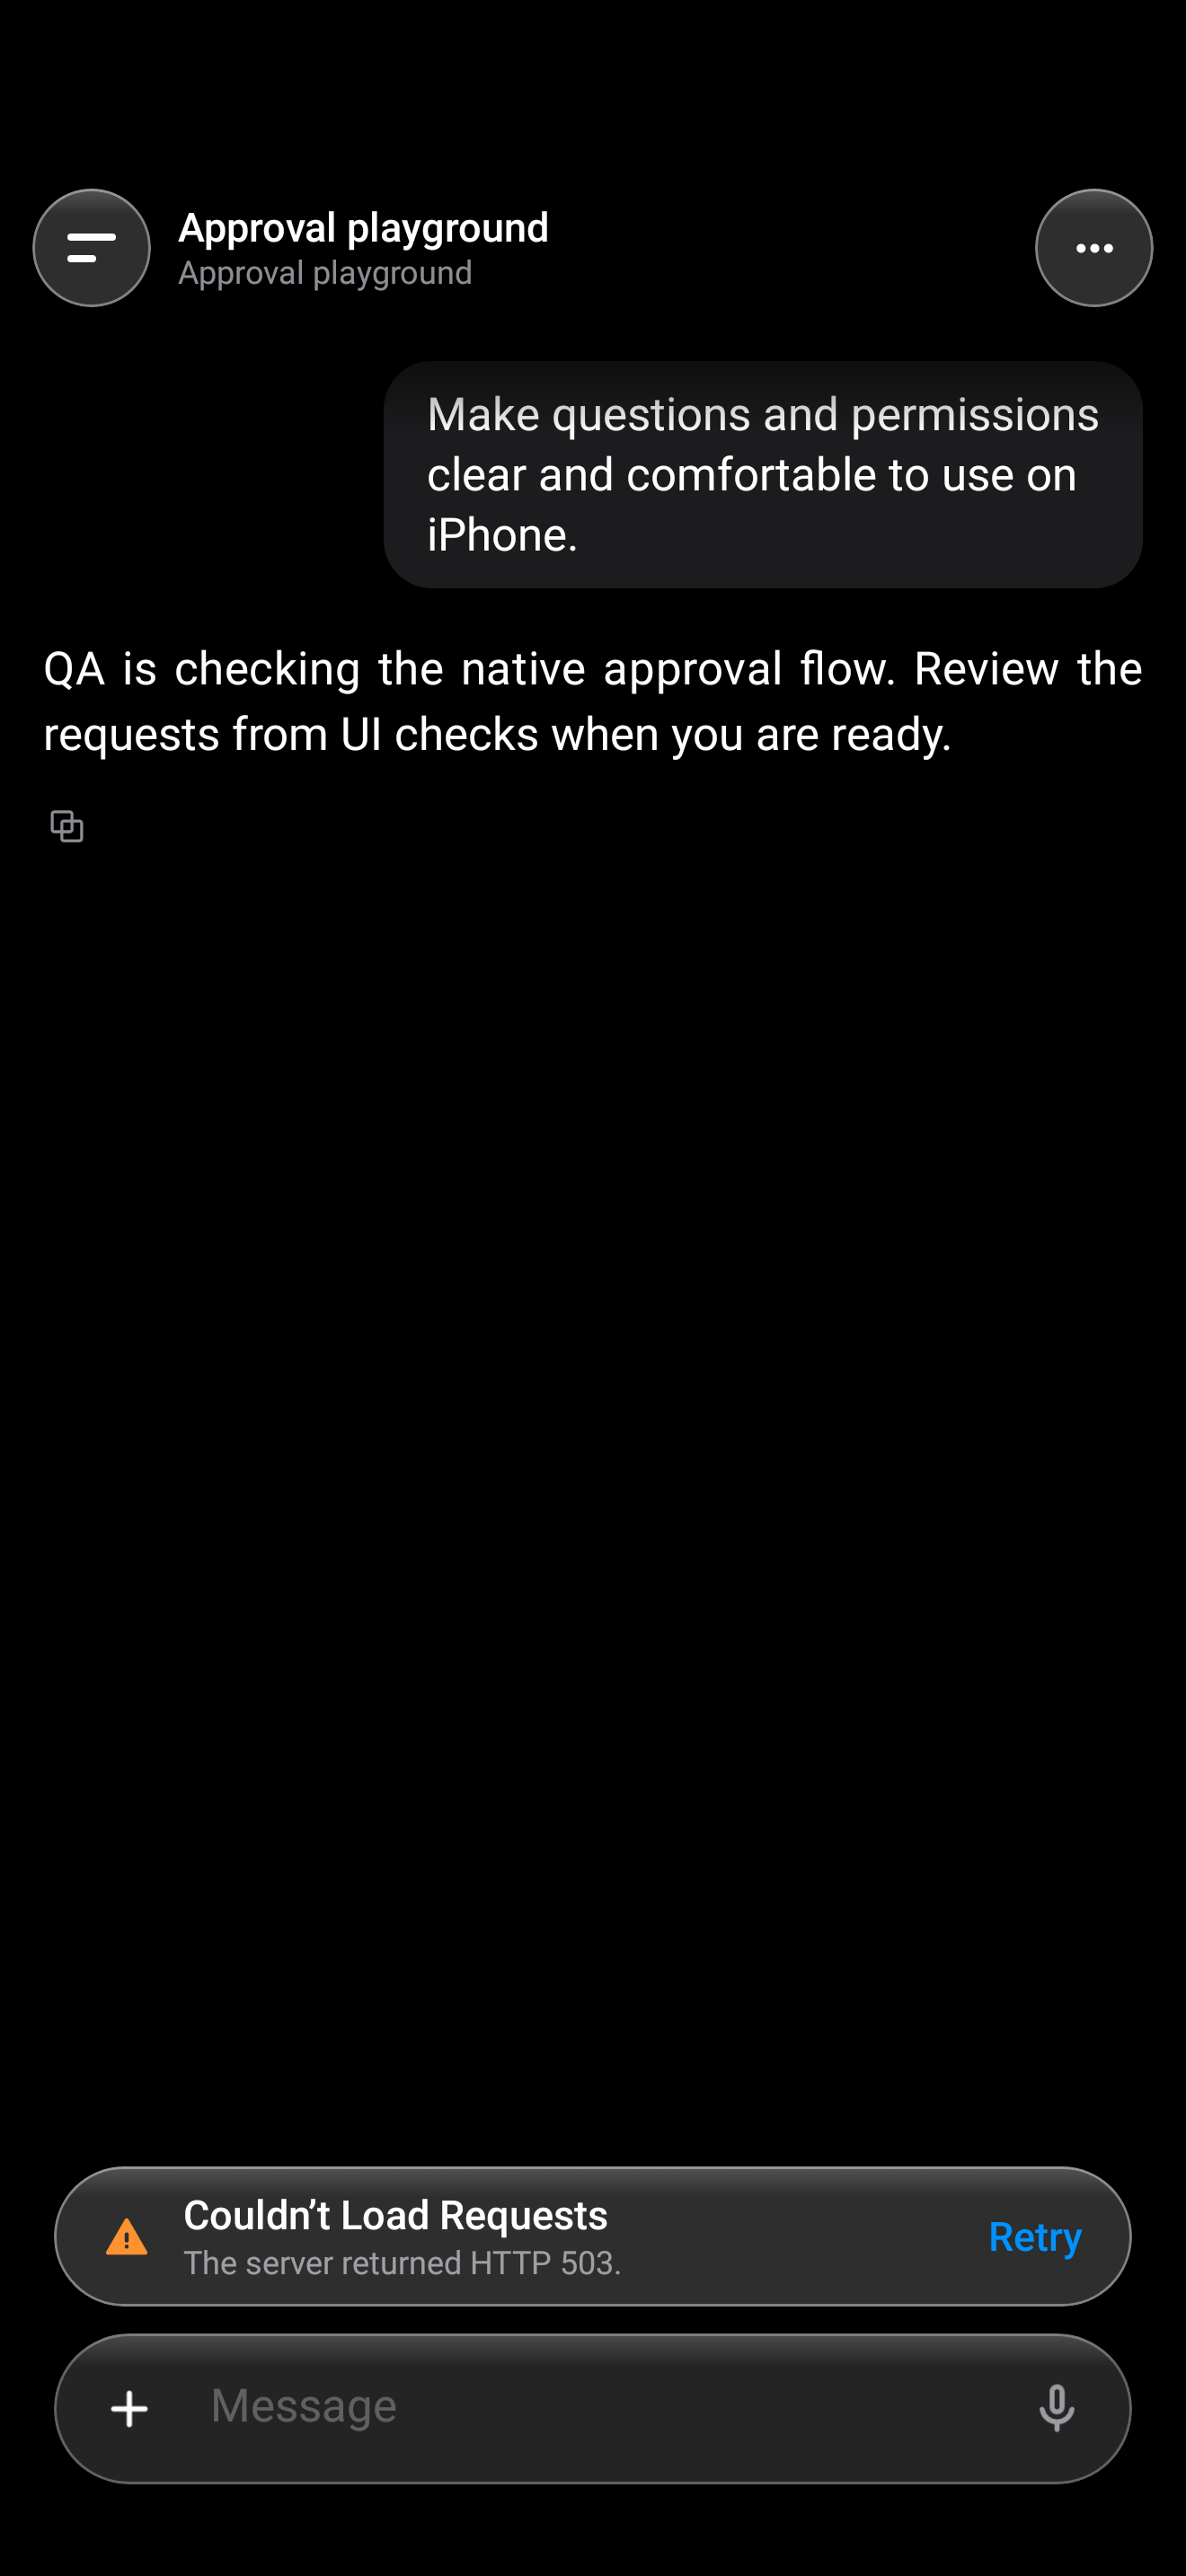 Approval playground
Approval playground
Make questions and permissions
clear and comfortable to use on
iPhone.
QA is checking the native approval flow. Review the
requests from UI checks when you are ready.
Couldn’t Load Requests
The server returned HTTP 503.
Retry
Message